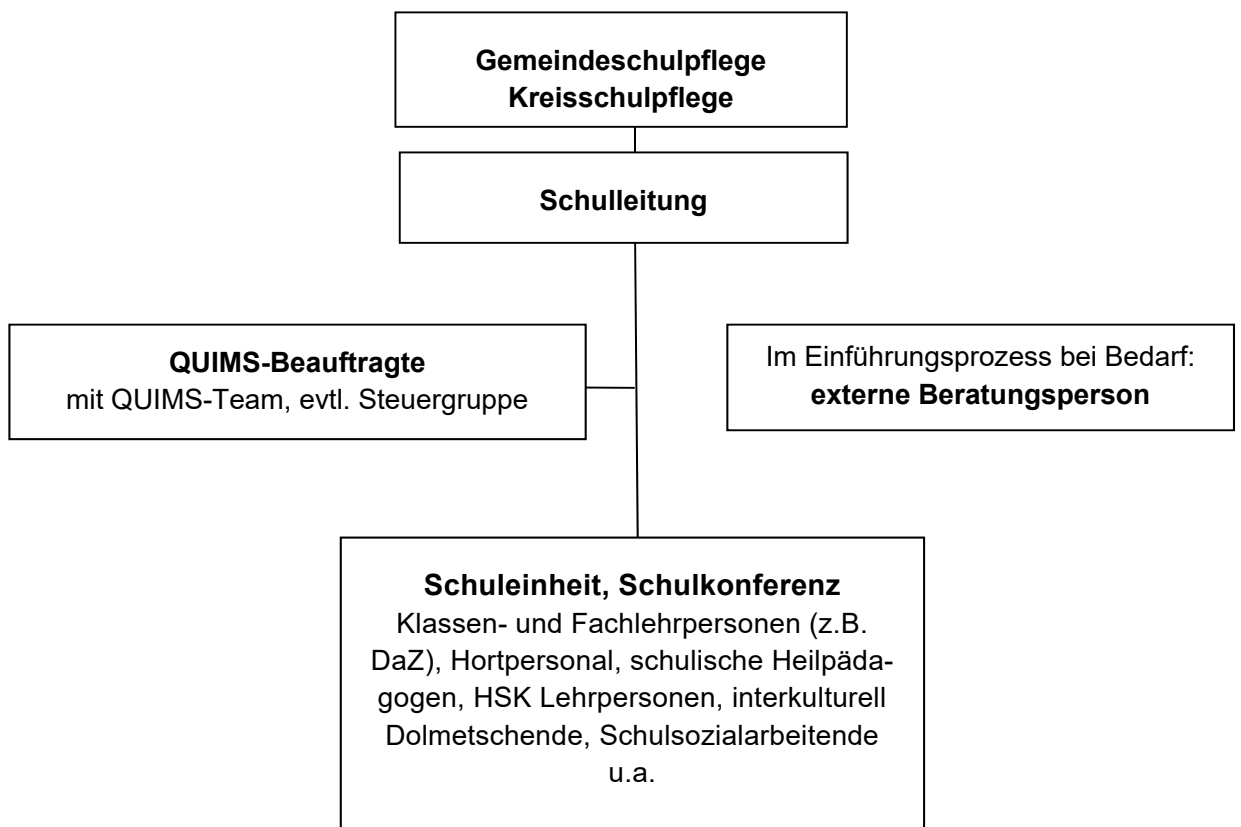 Gemeindeschulpflege
Kreisschulpflege
Schulleitung
QUIMS-Beauftragte
mit QUIMS-Team, evtl. Steuergruppe
Im Einführungsprozess bei Bedarf:
externe Beratungsperson
Schuleinheit, Schulkonferenz
Klassen- und Fachlehrpersonen (z.B.
DaZ), Hortpersonal, schulische Heilpäda-
gogen, HSK Lehrpersonen, interkulturell
Dolmetschende, Schulsozialarbeitende
u.a.